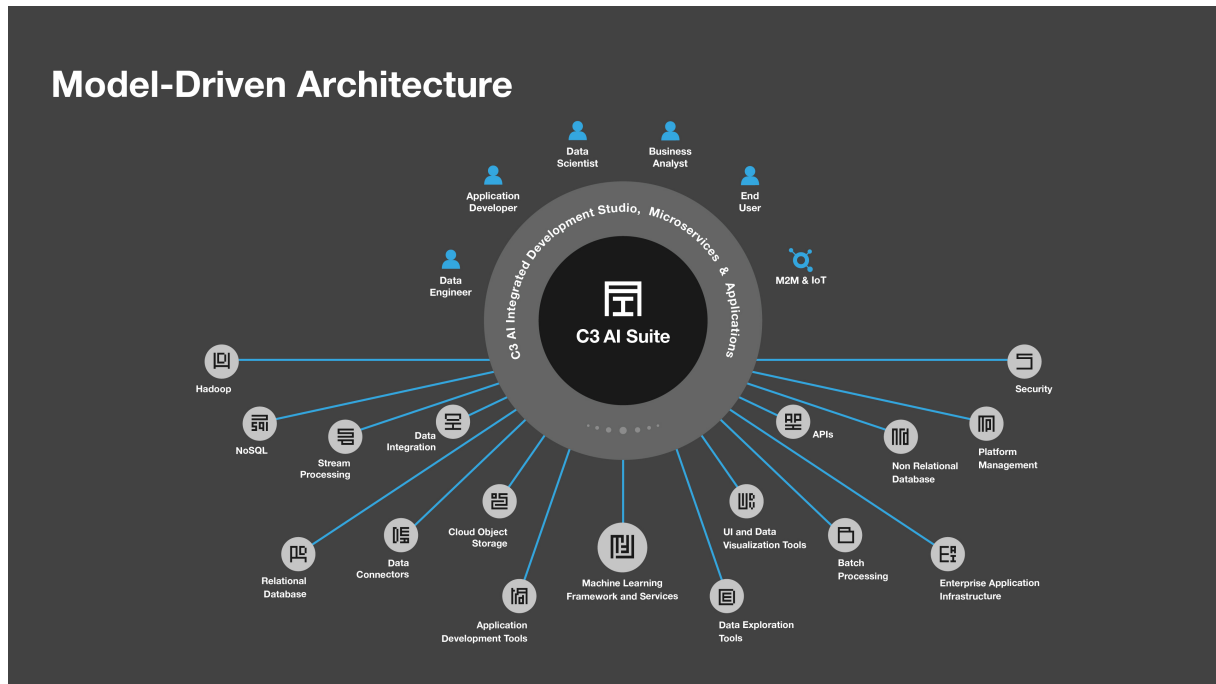 Model-Driven Architecture
Data
Scientist
Business
Analyst
Application
Developer
End
User
Data
Engineer
M2M & IoT
C3 AI Integrated Development Studio, Microservices & Applications
C3 AI Suite
Hadoop
Security
NoSQL
Stream
Processing
Data
Integration
APIs
Non Relational
Database
Platform
Management
Relational
Database
Data
Connectors
Cloud Object
Storage
Application
Development Tools
Machine Learning
Framework and Services
UI and Data
Visualization Tools
Data Exploration
Tools
Batch
Processing
Enterprise Application
Infrastructure